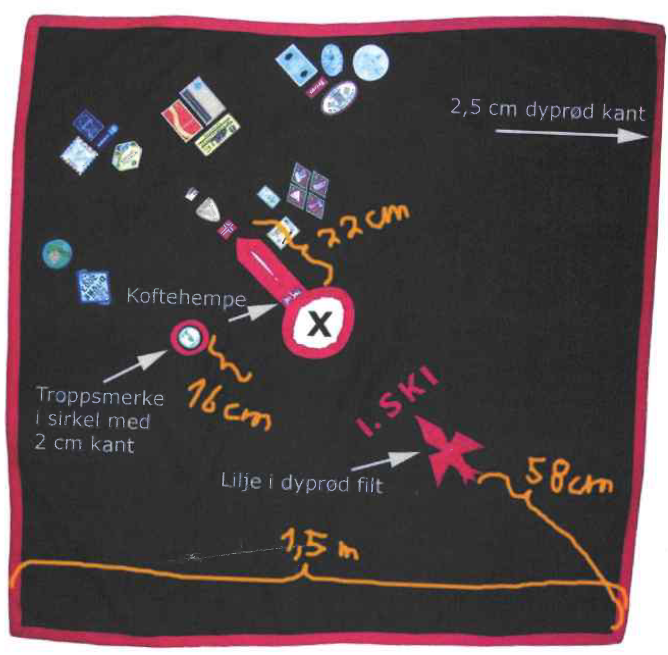 2,5 cm dyprød kant
22cm
Koftehempe
X
Troppsmerke
i sirkel med
2 cm kant
16cm
1. SKI
Lilje i dyprød filt
58cm
1,5 m